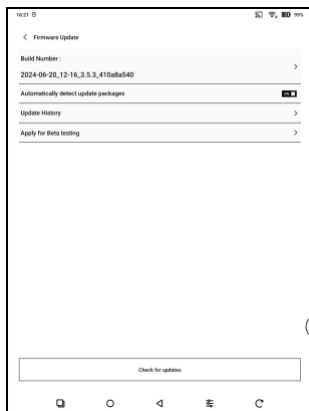 16:21
99%
Firmware Update
Build Number :
2024-06-20_12-16_3.5.3_410a8a540
Automatically detect update packages
ON
Update History
Apply for Beta testing
Check for updates